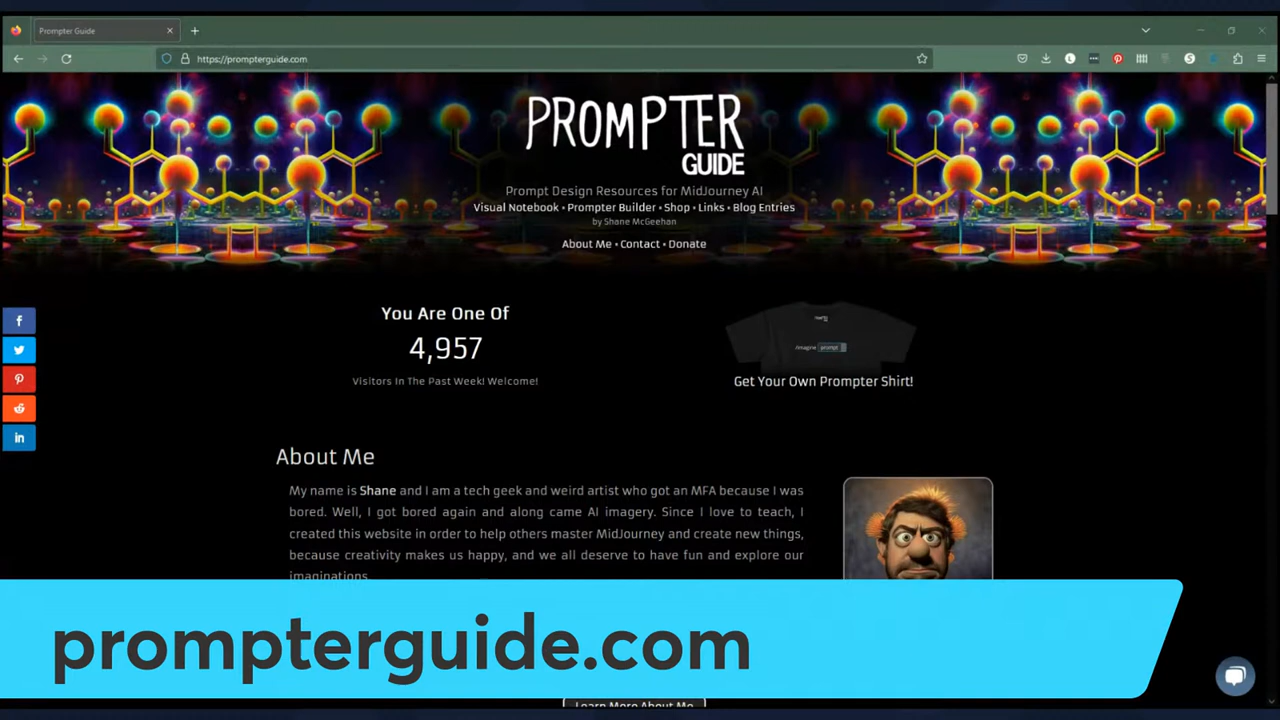 Prompter Guide
https://prompterguide.com
PROMPTER
GUIDE
Prompt Design Resources for MidJourney AI
Visual Notebook • Prompter Builder • Shop • Links • Blog Entries
by Shane McGeehan
About Me • Contact • Donate
You Are One Of
4,957
Visitors In The Past Week! Welcome!
/imagine prompt
Get Your Own Prompter Shirt!
About Me
My name is Shane and I am a tech geek and weird artist who got an MFA because I was
bored. Well, I got bored again and along came AI imagery. Since I love to teach, I
created this website in order to help others master MidJourney and create new things,
because creativity makes us happy, and we all deserve to have fun and explore our
imaginations.
prompterguide.com
Learn More About Me